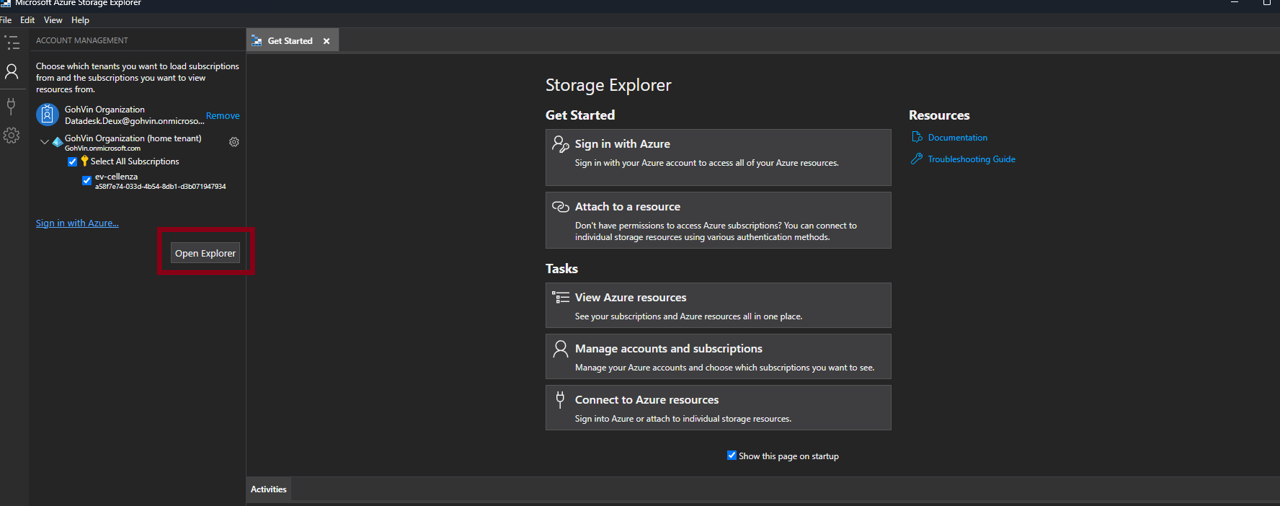 Microsoft Azure Storage Explorer
File Edit View Help
ACCOUNT MANAGEMENT
Choose which tenants you want to load subscriptions
from and the subscriptions you want to view
resources from.
GohVin Organization
Datadesk.Deux@gohvin.onmicroso...
Remove
GohVin Organization (home tenant)
GohVin.onmicrosoft.com
Select All Subscriptions
ev-cellenza
a58f7e74-033d-4b54-8db1-d3b071947934
Sign in with Azure...
Open Explorer
Get Started
Storage Explorer
Get Started
Sign in with Azure
Sign in with your Azure account to access all of your Azure resources.
Attach to a resource
Don't have permissions to access Azure subscriptions? You can connect to
individual storage resources using various authentication methods.
Tasks
View Azure resources
See your subscriptions and Azure resources all in one place.
Manage accounts and subscriptions
Manage your Azure accounts and choose which subscriptions you want to see.
Connect to Azure resources
Sign into Azure or attach to individual storage resources.
Show this page on startup
Resources
Documentation
Troubleshooting Guide
Activities